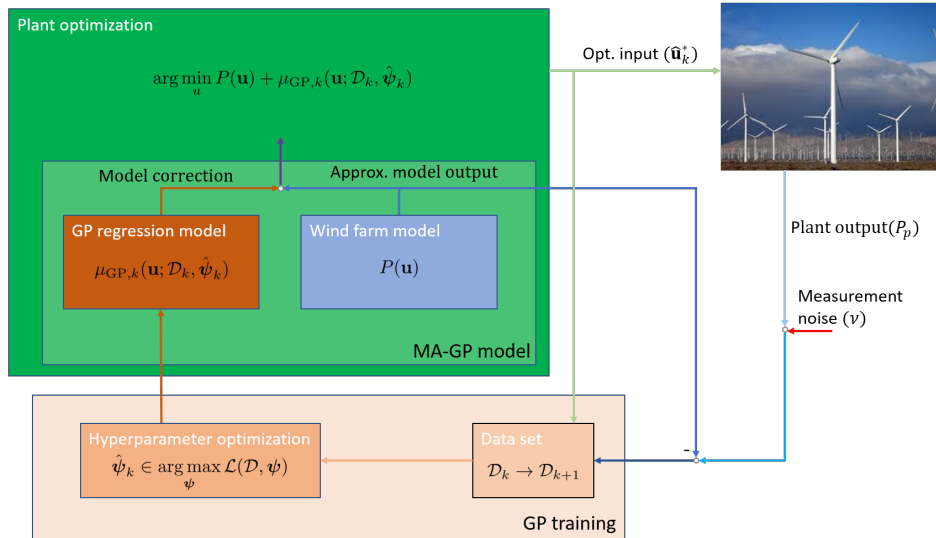 Plant optimization
arg min P(𝐮) + μ_GP,k(𝐮; 𝒟_k, ψ̂_k)
u
Opt. input (𝐮̂*_k)
Model correction
Approx. model output
GP regression model
μ_GP,k(𝐮; 𝒟_k, ψ̂_k)
Wind farm model
P(𝐮)
MA-GP model
Plant output(P_p)
Measurement
noise (ν)
Hyperparameter optimization
ψ̂_k ∈ arg max ℒ(𝒟, ψ)
ψ
Data set
𝒟_k → 𝒟_k+1
-
GP training